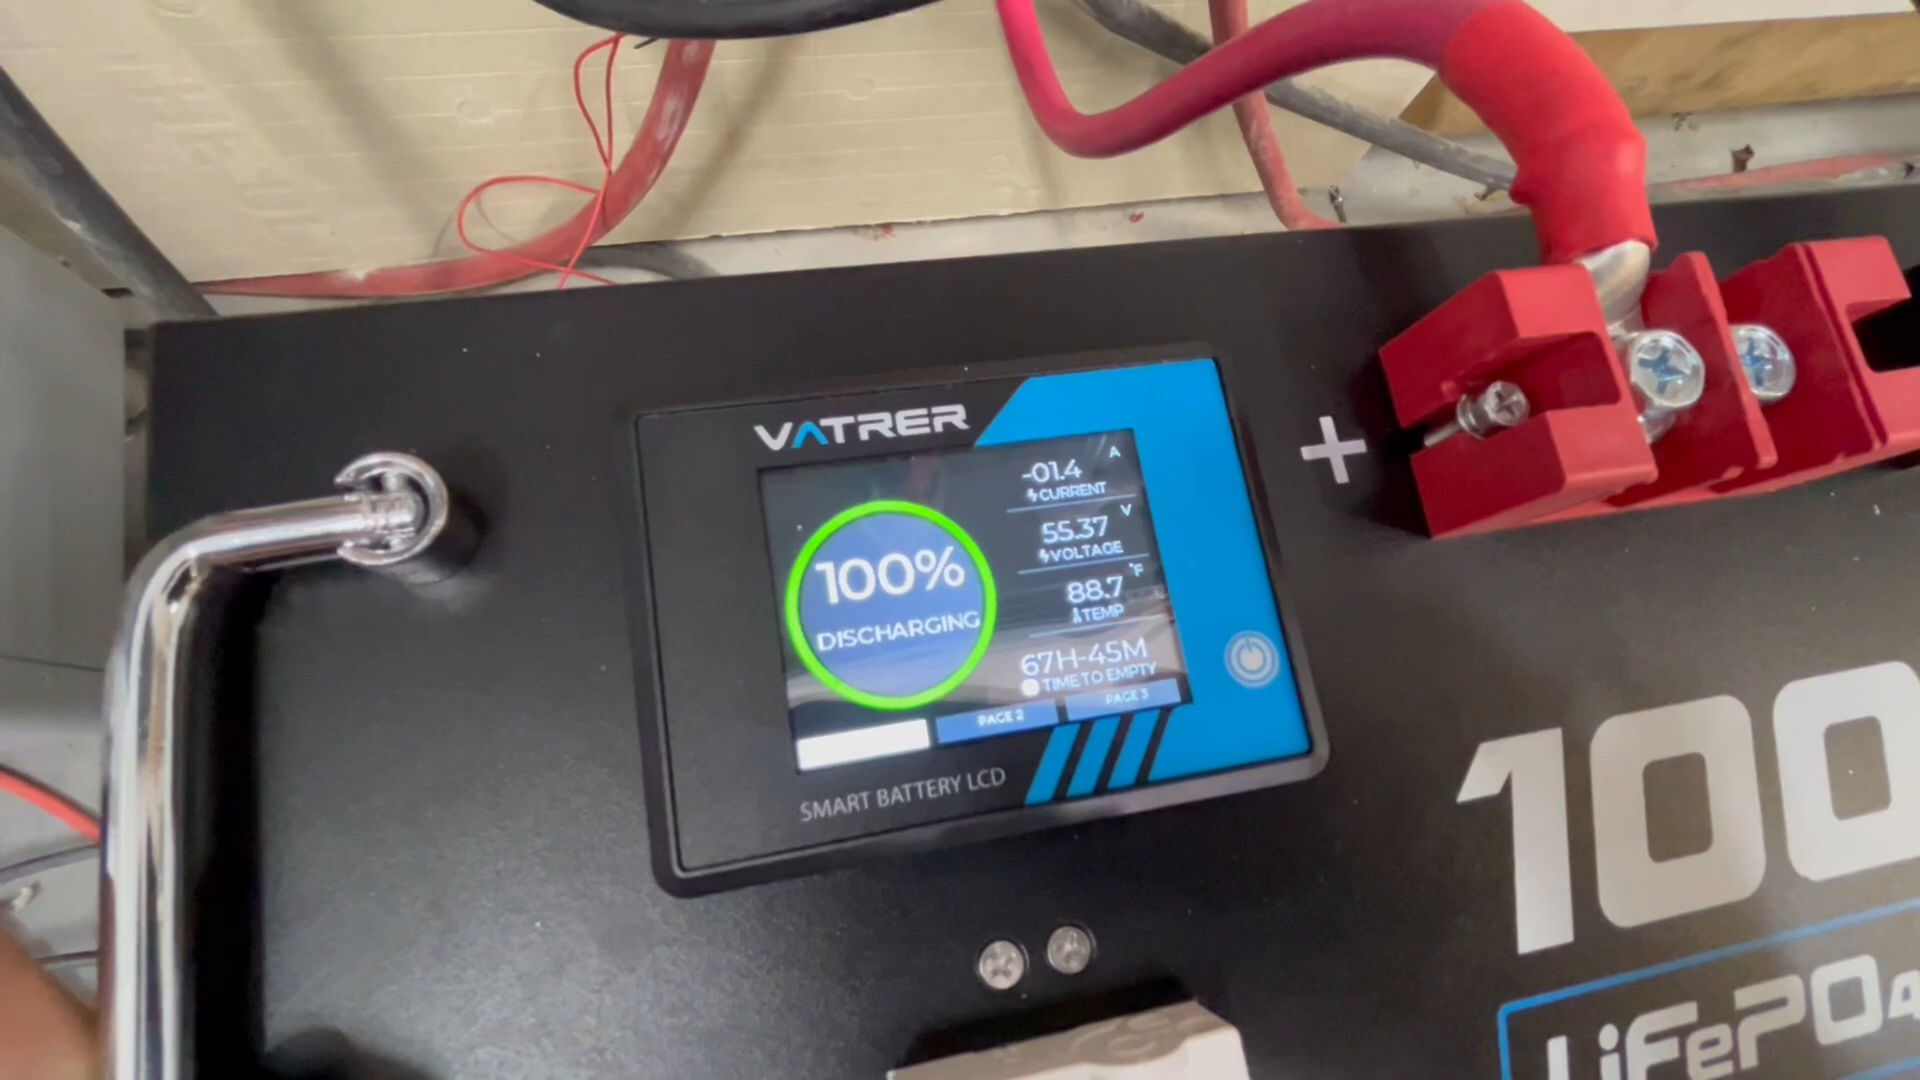 VATRER
-01.4 A
CURRENT
55.37 V
VOLTAGE
100%
DISCHARGING
88.7 °F
TEMP
67H-45M
TIME TO EMPTY
PAGE 2 PAGE 3
SMART BATTERY LCD
+
100
LiFePO4